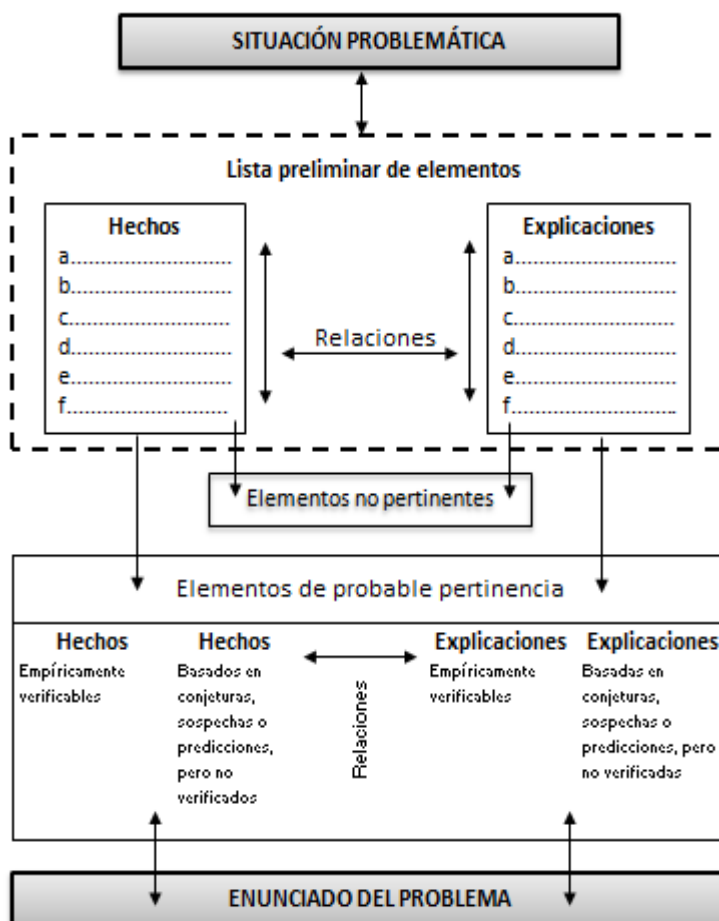 SITUACIÓN PROBLEMÁTICA
Lista preliminar de elementos
Hechos
a............................
b............................
c............................
d............................
e............................
f............................
Explicaciones
a............................
b............................
c............................
d............................
e............................
f............................
Relaciones
Elementos no pertinentes
Elementos de probable pertinencia
Hechos
Empíricamente
verificables
Hechos
Basados en
conjeturas,
sospechas o
predicciones,
pero no
verificados
Relaciones
Explicaciones
Empíricamente
verificables
Explicaciones
Basadas en
conjeturas,
sospechas o
predicciones, pero
no verificadas
ENUNCIADO DEL PROBLEMA